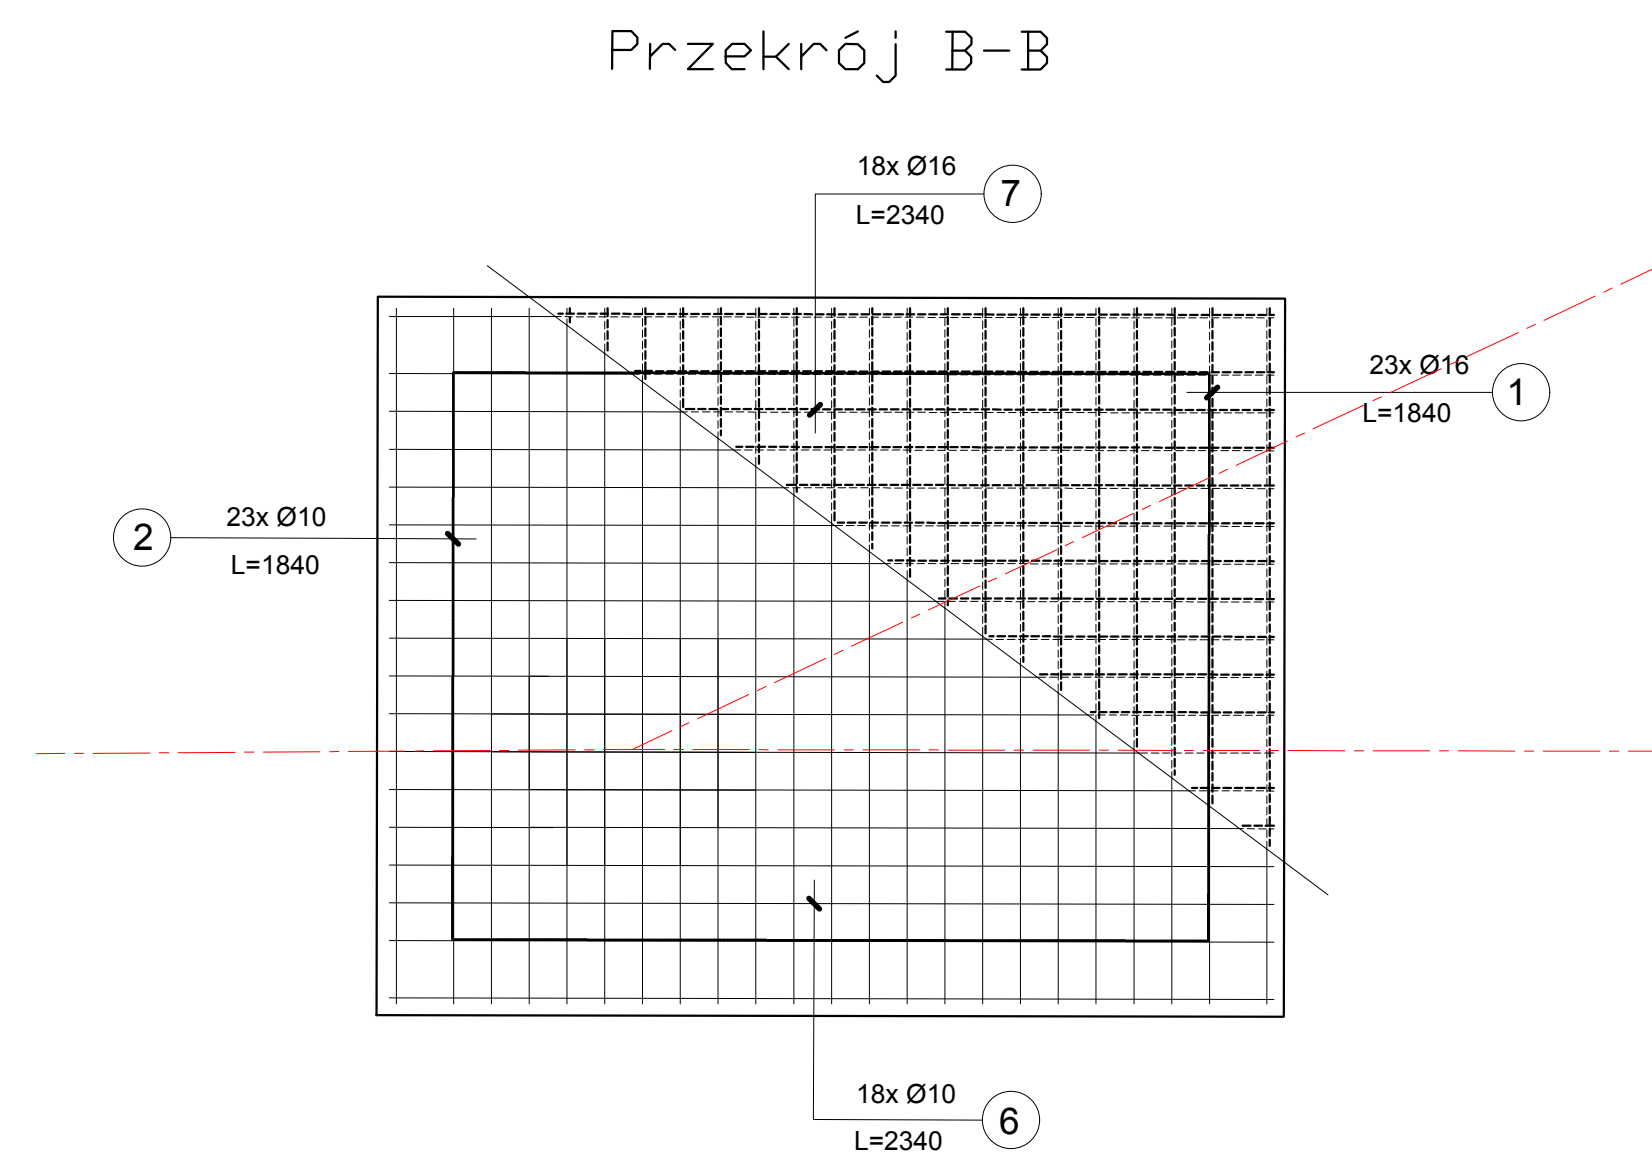 Przekrój B-B
18x Ø16
7
L=2340
23x Ø16
1
L=1840
23x Ø10
2
L=1840
18x Ø10
6
L=2340